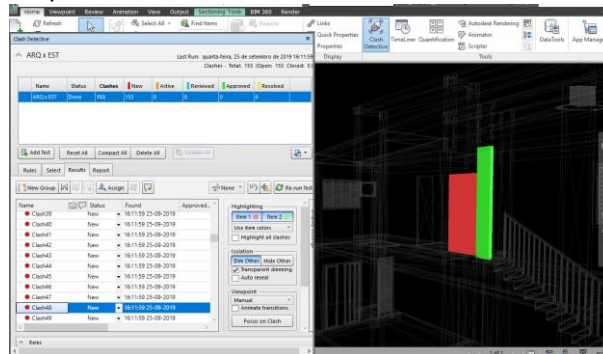 Home Viewpoint Review Animation View Output Sectioning Tools BIM 360 Render
Refresh Select All Find Items Require Links
Quick Properties
Properties
Display
Clash Detective
TimeLiner
Quantification
Autodesk Rendering
Animator
Scripter
Tools
DataTools
App Manager
Clash Detective
ARQ x EST
Last Run: quarta-feira, 25 de setembro de 2019 16:11:59
Clashes - Total: 153 (Open: 153 Closed: 0)
Name Status Clashes New Active Reviewed Approved Resolved
ARQ x EST Done 153 153 0 0 0 0
Add Test Reset All Compact All Delete All Update All
Rules Select Results Report
New Group Assign None Re-run Test
Name Status Found Approved...
Clash39 New 16:11:59 25-09-2019
Clash40 New 16:11:59 25-09-2019
Clash41 New 16:11:59 25-09-2019
Clash42 New 16:11:59 25-09-2019
Clash43 New 16:11:59 25-09-2019
Clash44 New 16:11:59 25-09-2019
Clash45 New 16:11:59 25-09-2019
Clash46 New 16:11:59 25-09-2019
Clash47 New 16:11:59 25-09-2019
Clash48 New 16:11:59 25-09-2019
Clash49 New 16:11:59 25-09-2019
Highlighting
Item 1 Item 2
Use item colors
Highlight all clashes
Isolation
Dim Other Hide Other
Transparent dimming
Auto reveal
Viewpoint
Manual
Animate transitions
Focus on Clash
Items
1 of 1